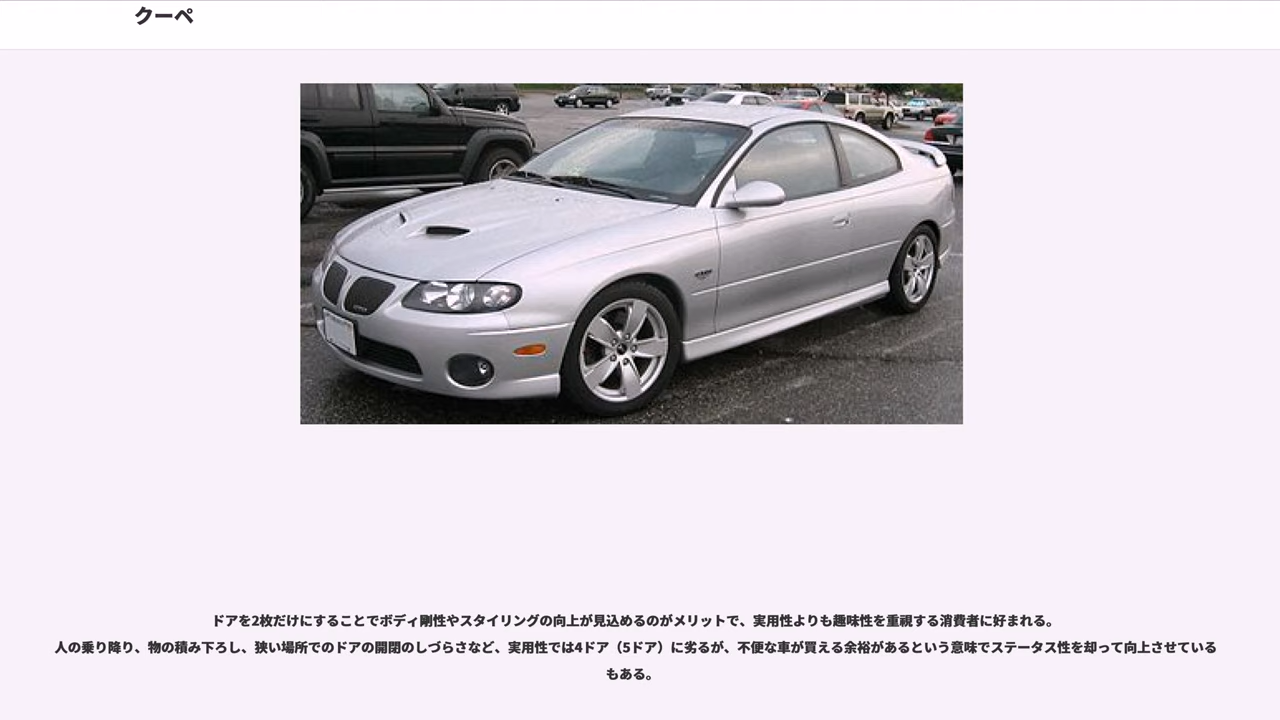 クーペ
ドアを2枚だけにすることでボディ剛性やスタイリングの向上が見込めるのがメリットで、実用性よりも趣味性を重視する消費者に好まれる。
人の乗り降り、物の積み下ろし、狭い場所でのドアの開閉のしづらさなど、実用性では4ドア（5ドア）に劣るが、不便な車が買える余裕があるという意味でステータス性を却って向上させている
もある。